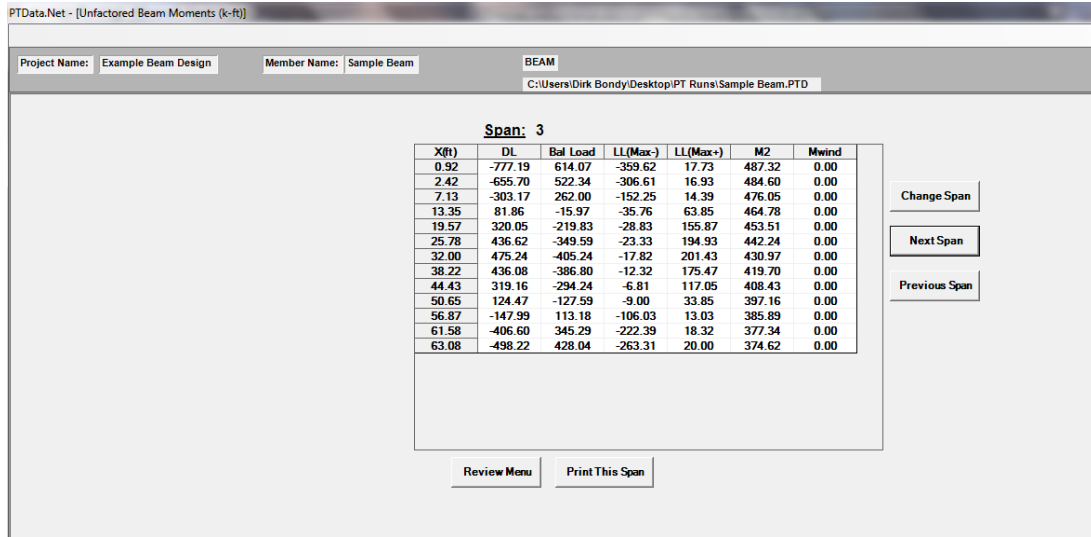 PTData.Net - [Unfactored Beam Moments (k-ft)]
Project Name: Example Beam Design Member Name: Sample Beam BEAM
C:\Users\Dirk Bondy\Desktop\PT Runs\Sample Beam.PTD
Span: 3
X(ft) DL Bal Load LL(Max-) LL(Max+) M2 Mwind
0.92 -777.19 614.07 -359.62 17.73 487.32 0.00
2.42 -655.70 522.34 -306.61 16.93 484.60 0.00
7.13 -303.17 262.00 -152.25 14.39 476.05 0.00
13.35 81.86 -15.97 -35.76 63.85 464.78 0.00
19.57 320.05 -219.83 -28.83 155.87 453.51 0.00
25.78 436.62 -349.59 -23.33 194.93 442.24 0.00
32.00 475.24 -405.24 -17.82 201.43 430.97 0.00
38.22 436.08 -386.80 -12.32 175.47 419.70 0.00
44.43 319.16 -294.24 -6.81 117.05 408.43 0.00
50.65 124.47 -127.59 -9.00 33.85 397.16 0.00
56.87 -147.99 113.18 -106.03 13.03 385.89 0.00
61.58 -406.60 345.29 -222.39 18.32 377.34 0.00
63.08 -498.22 428.04 -263.31 20.00 374.62 0.00
Change Span
Next Span
Previous Span
Review Menu Print This Span